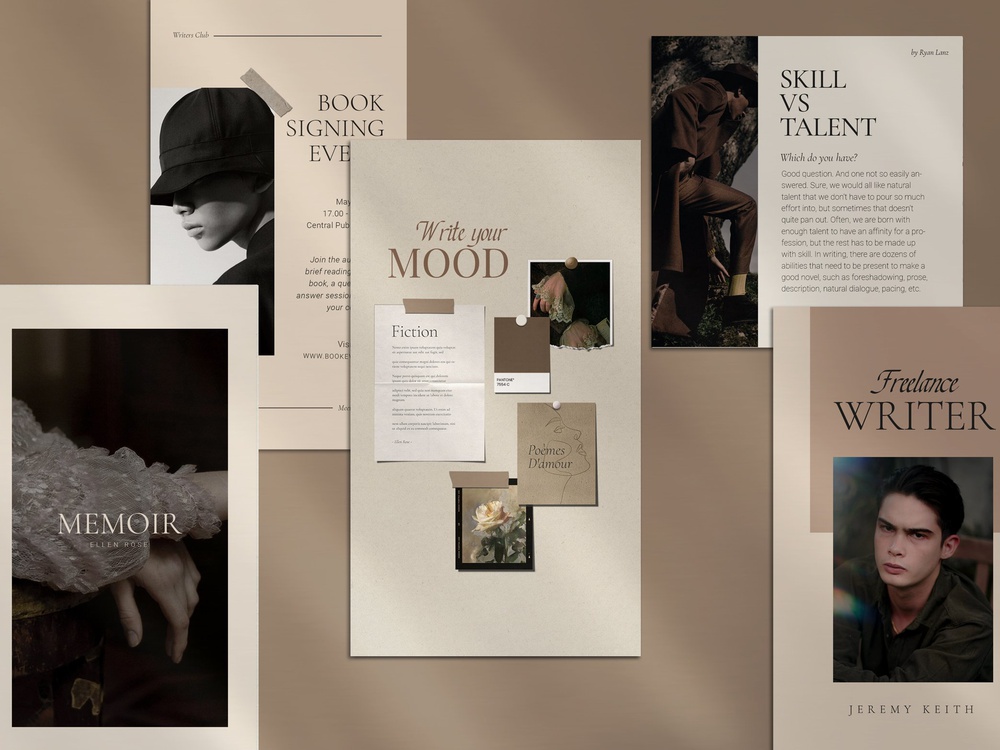 Writers Club
BOOK
SIGNING
EVE
May
17.00 -
Central Pub
Join the au
brief reading
book, a que
answer session
your o
Visi
WWW.BOOKEV
MEMOIR
ELLEN ROSE
Write your
MOOD
Fiction
PANTONE®
Poèmes
D'amour
by Ryan Lanz
SKILL
VS
TALENT
Which do you have?
Good question. And one not so easily an-
swered. Sure, we would all like natural
talent that we don't have to pour so much
effort into, but sometimes that doesn't
quite pan out. Often, we are born with
enough talent to have an affinity for a pro-
fession, but the rest has to be made up
with skill. In writing, there are dozens of
abilities that need to be present to make a
good novel, such as foreshadowing, prose,
description, natural dialogue, pacing, etc.
Freelance
WRITER
JEREMY KEITH